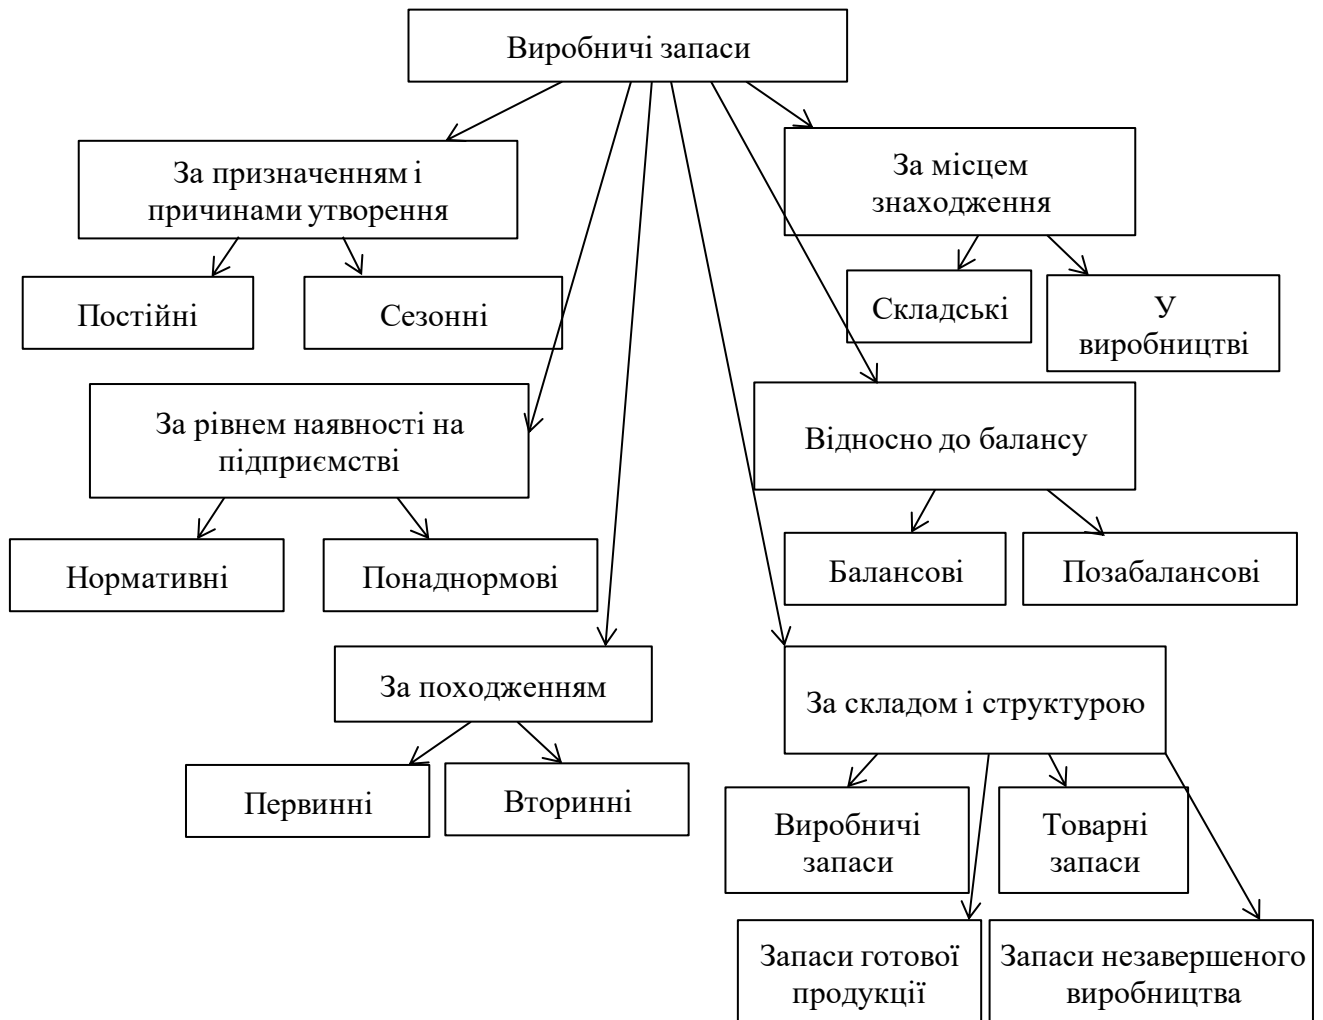 Виробничі запаси
За призначенням і
причинами утворення
За місцем
знаходження
Постійні
Сезонні
Складські
У
виробництві
За рівнем наявності на
підприємстві
Відносно до балансу
Нормативні
Понаднормові
Балансові
Позабалансові
За походженням
За складом і структурою
Первинні
Вторинні
Виробничі
запаси
Товарні
запаси
Запаси готової
продукції
Запаси незавершеного
виробництва